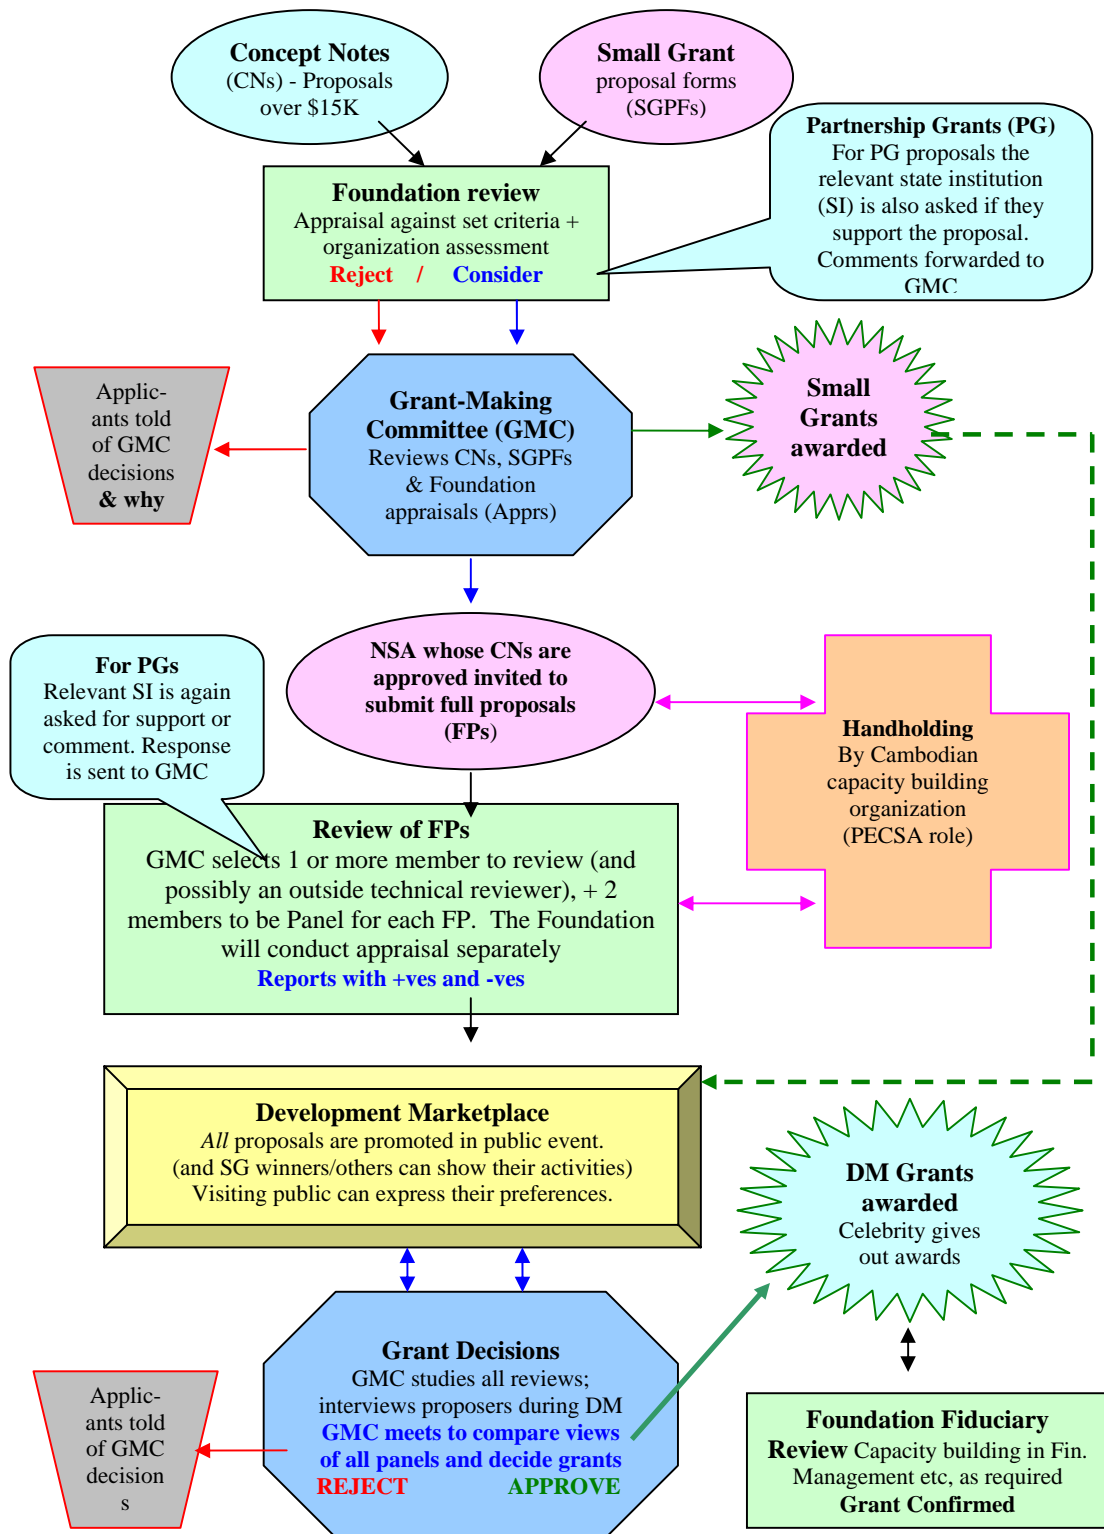 Concept Notes
(CNs) - Proposals
over $15K
Small Grant
proposal forms
(SGPFs)
Partnership Grants (PG)
For PG proposals the
relevant state institution
(SI) is also asked if they
support the proposal.
Comments forwarded to
GMC
Foundation review
Appraisal against set criteria +
organization assessment
Reject / Consider
Applic-
ants told
of GMC
decisions
& why
Grant-Making
Committee (GMC)
Reviews CNs, SGPFs
& Foundation
appraisals (Apprs)
Small
Grants
awarded
NSA whose CNs are
approved invited to
submit full proposals
(FPs)
For PGs
Relevant SI is again
asked for support or
comment. Response
is sent to GMC
Handholding
By Cambodian
capacity building
organization
(PECSA role)
Review of FPs
GMC selects 1 or more member to review (and
possibly an outside technical reviewer), + 2
members to be Panel for each FP. The Foundation
will conduct appraisal separately
Reports with +ves and -ves
Development Marketplace
All proposals are promoted in public event.
(and SG winners/others can show their activities)
Visiting public can express their preferences.
DM Grants
awarded
Celebrity gives
out awards
Grant Decisions
GMC studies all reviews;
interviews proposers during DM
GMC meets to compare views
of all panels and decide grants
REJECT APPROVE
Applic-
ants told
of GMC
decision
s
Foundation Fiduciary
Review Capacity building in Fin.
Management etc, as required
Grant Confirmed